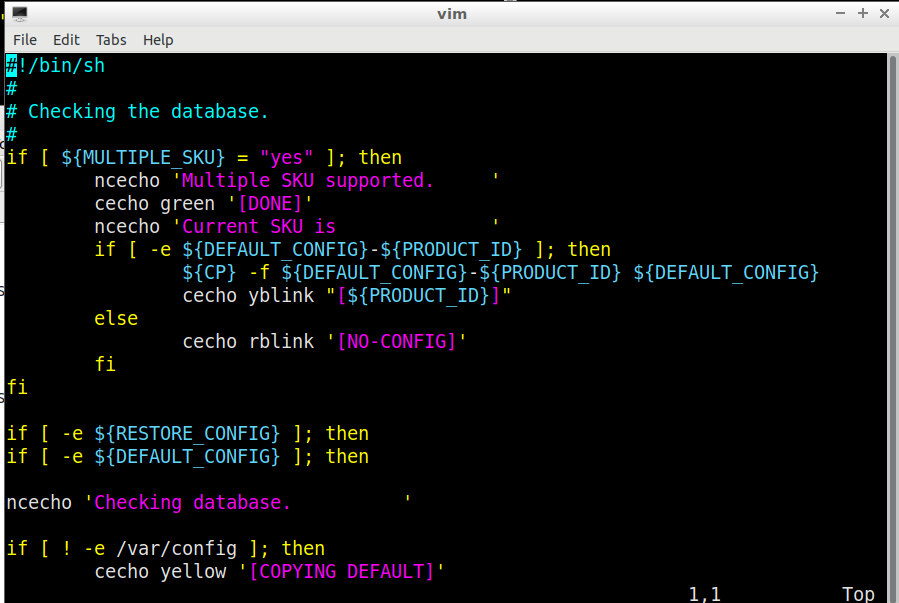 vim
File Edit Tabs Help
#!/bin/sh
#
# Checking the database.
#
if [ ${MULTIPLE_SKU} = "yes" ]; then
        ncecho 'Multiple SKU supported.     '
        cecho green '[DONE]'
        ncecho 'Current SKU is              '
        if [ -e ${DEFAULT_CONFIG}-${PRODUCT_ID} ]; then
                ${CP} -f ${DEFAULT_CONFIG}-${PRODUCT_ID} ${DEFAULT_CONFIG}
                cecho yblink "[${PRODUCT_ID}]"
        else
                cecho rblink '[NO-CONFIG]'
        fi
fi

if [ -e ${RESTORE_CONFIG} ]; then
if [ -e ${DEFAULT_CONFIG} ]; then

ncecho 'Checking database.          '

if [ ! -e /var/config ]; then
        cecho yellow '[COPYING DEFAULT]'
1,1 Top